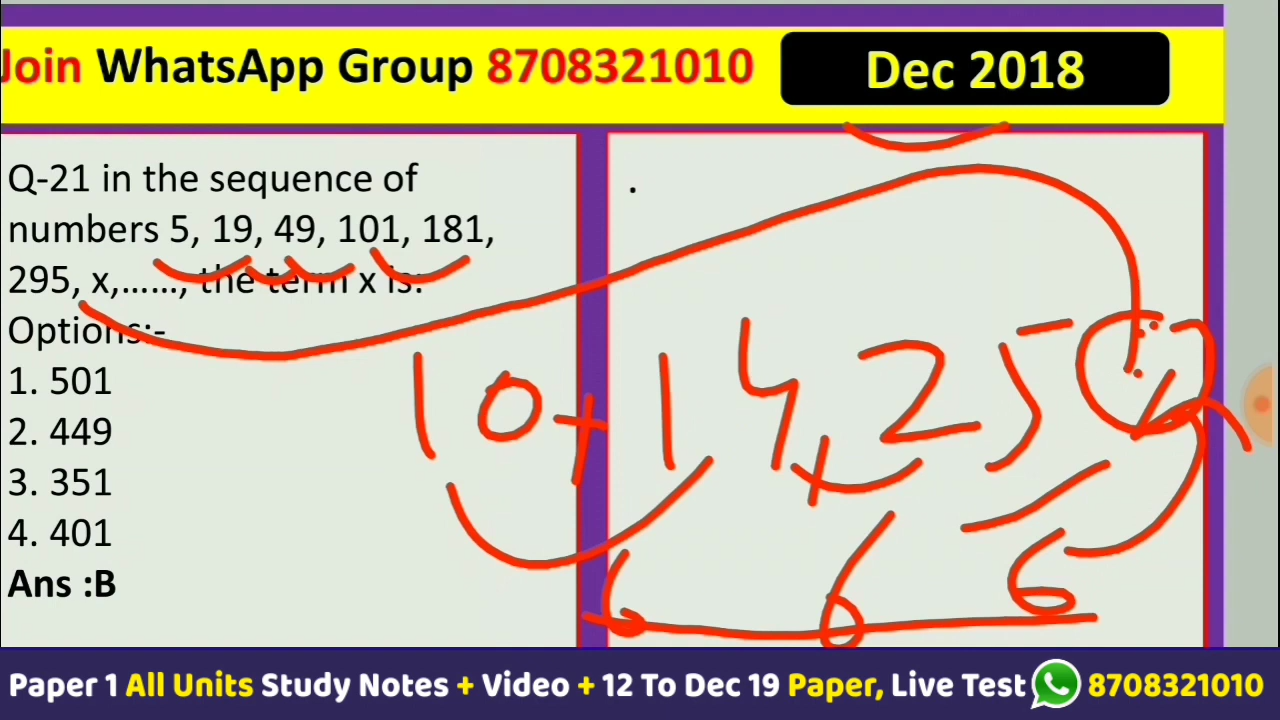 Join WhatsApp Group 8708321010
Dec 2018
Q-21 in the sequence of
numbers 5, 19, 49, 101, 181,
295, x,……, the term x is:
Options:-
1. 501
2. 449
3. 351
4. 401
Ans :B
.
10+ 14, 25
6 6 6
Paper 1 All Units Study Notes + Video + 12 To Dec 19 Paper, Live Test 8708321010